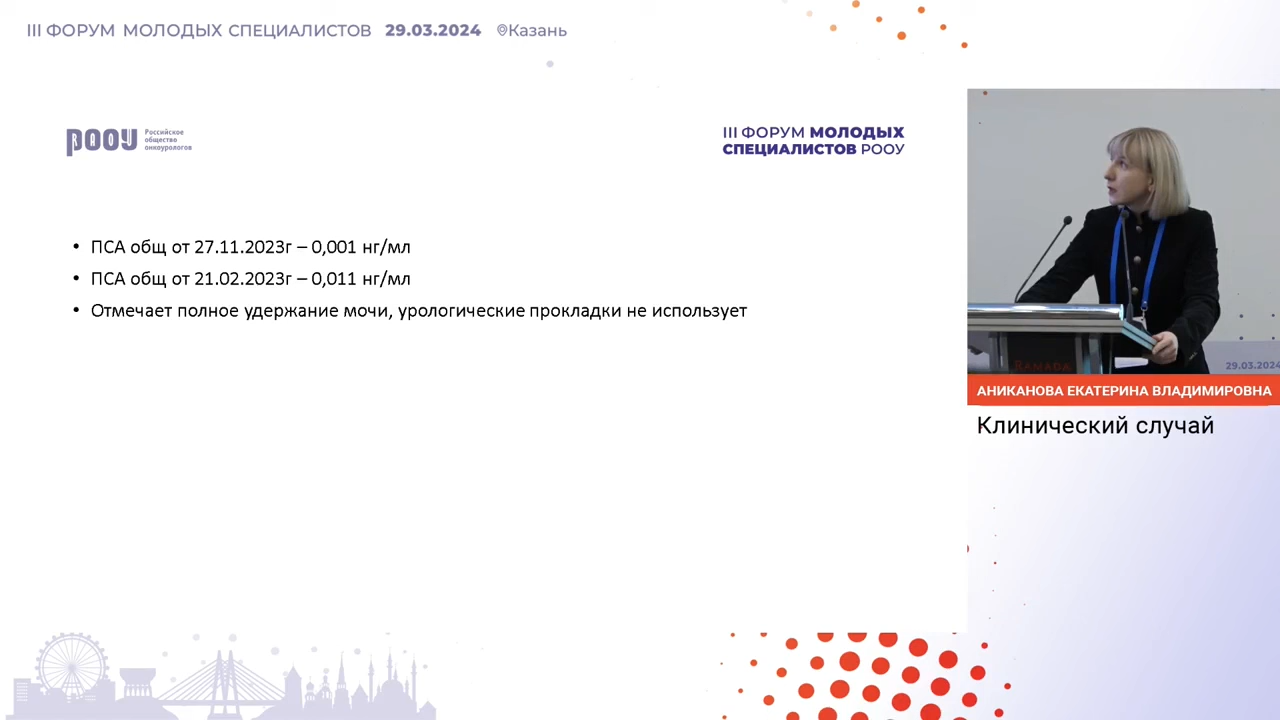 III ФОРУМ МОЛОДЫХ СПЕЦИАЛИСТОВ 29.03.2024 Казань
РООУ Российское
общество
онкоурологов
III ФОРУМ МОЛОДЫХ
СПЕЦИАЛИСТОВ РООУ
• ПСА общ от 27.11.2023г – 0,001 нг/мл
• ПСА общ от 21.02.2023г – 0,011 нг/мл
• Отмечает полное удержание мочи, урологические прокладки не использует
RAMADA
29.03.2024
АНИКАНОВА ЕКАТЕРИНА ВЛАДИМИРОВНА
Клинический случай